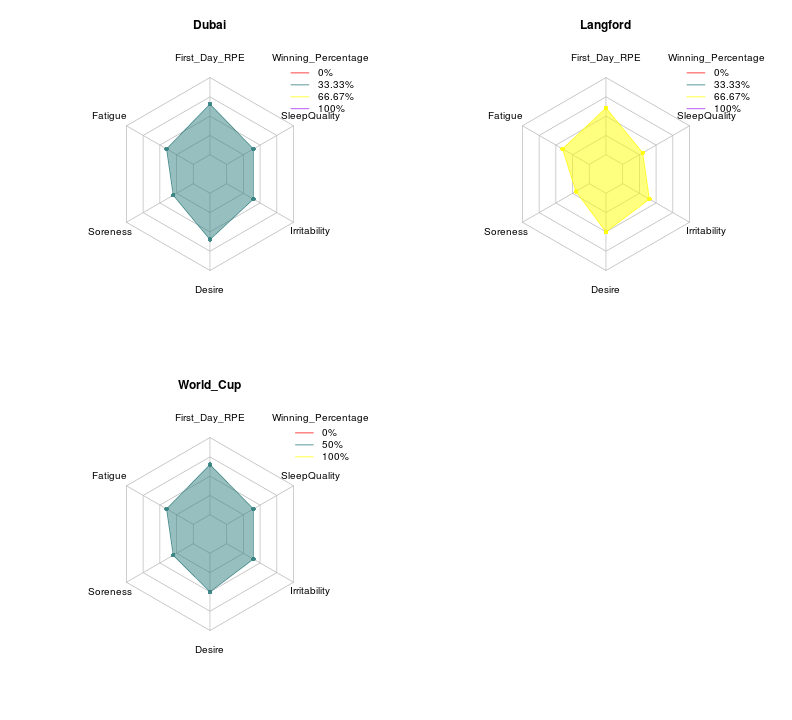 Dubai
First_Day_RPE
Winning_Percentage
0%
33.33%
66.67%
100%
Fatigue
SleepQuality
Soreness
Irritability
Desire
Langford
First_Day_RPE
Winning_Percentage
0%
33.33%
66.67%
100%
Fatigue
SleepQuality
Soreness
Irritability
Desire
World_Cup
First_Day_RPE
Winning_Percentage
0%
50%
100%
Fatigue
SleepQuality
Soreness
Irritability
Desire